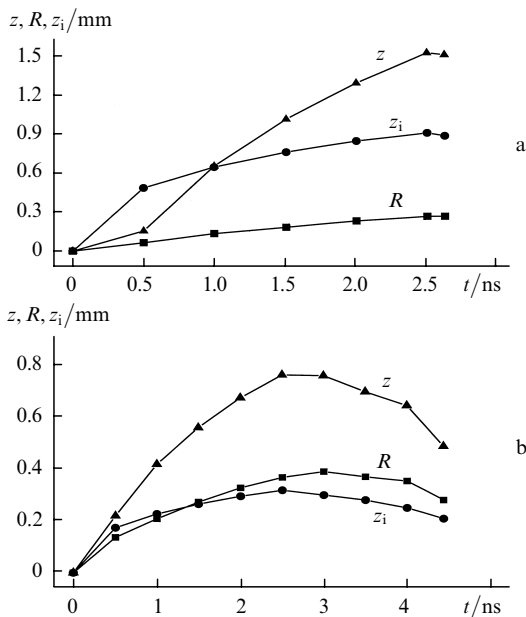 z, R, z_i/mm
1.5
1.2
0.9
0.6
0.3
0
z
z_i
R
a
0 0.5 1.0 1.5 2.0 2.5 t/ns
z, R, z_i/mm
0.8
0.6
0.4
0.2
0
z
R
z_i
b
0 1 2 3 4 t/ns